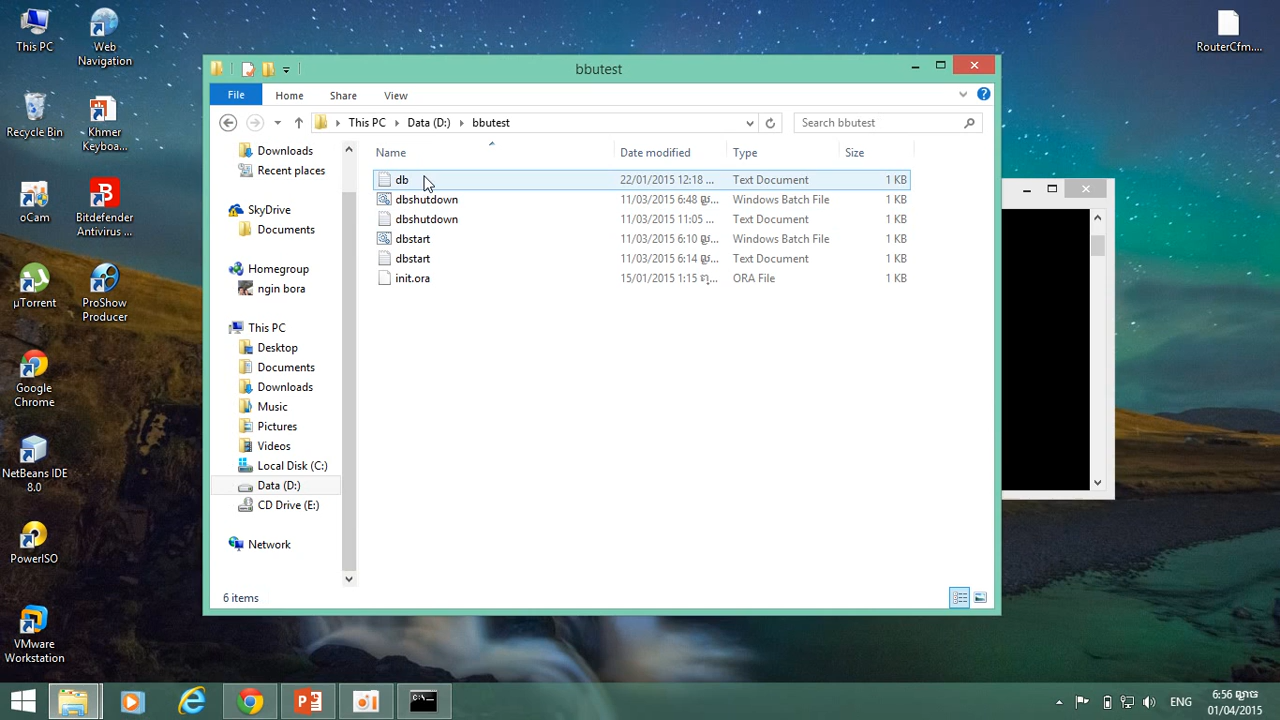 This PC
Web
Navigation
Recycle Bin
Khmer
Keyboa...
oCam
Bitdefender
Antivirus ...
µTorrent
ProShow
Producer
Google
Chrome
NetBeans IDE
8.0
PowerISO
VMware
Workstation
RouterCfm....
bbutest
File
Home
Share
View
This PC
Data (D:)
bbutest
Search bbutest
Downloads
Recent places
SkyDrive
Documents
Homegroup
ngin bora
This PC
Desktop
Documents
Downloads
Music
Pictures
Videos
Local Disk (C:)
Data (D:)
CD Drive (E:)
Network
Name Date modified Type Size
db 22/01/2015 12:18 ... Text Document 1 KB
dbshutdown 11/03/2015 6:48 Windows Batch File 1 KB
dbshutdown 11/03/2015 11:05 ... Text Document 1 KB
dbstart 11/03/2015 6:10 Windows Batch File 1 KB
dbstart 11/03/2015 6:14 Text Document 1 KB
init.ora 15/01/2015 1:15 ORA File 1 KB
6 items
ENG
6:56
01/04/2015